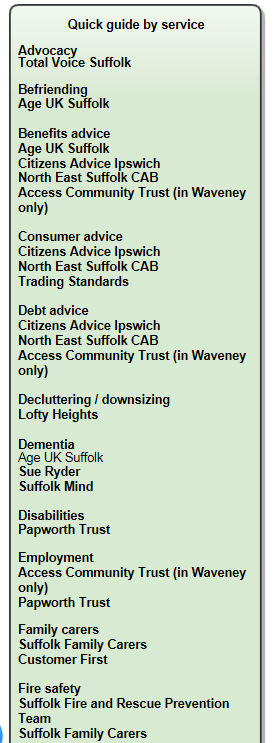 Quick guide by service
Advocacy
Total Voice Suffolk
Befriending
Age UK Suffolk
Benefits advice
Age UK Suffolk
Citizens Advice Ipswich
North East Suffolk CAB
Access Community Trust (in Waveney
only)
Consumer advice
Citizens Advice Ipswich
North East Suffolk CAB
Trading Standards
Debt advice
Citizens Advice Ipswich
North East Suffolk CAB
Access Community Trust (in Waveney
only)
Decluttering / downsizing
Lofty Heights
Dementia
Age UK Suffolk
Sue Ryder
Suffolk Mind
Disabilities
Papworth Trust
Employment
Access Community Trust (in Waveney
only)
Papworth Trust
Family carers
Suffolk Family Carers
Customer First
Fire safety
Suffolk Fire and Rescue Prevention
Team
Suffolk Family Carers